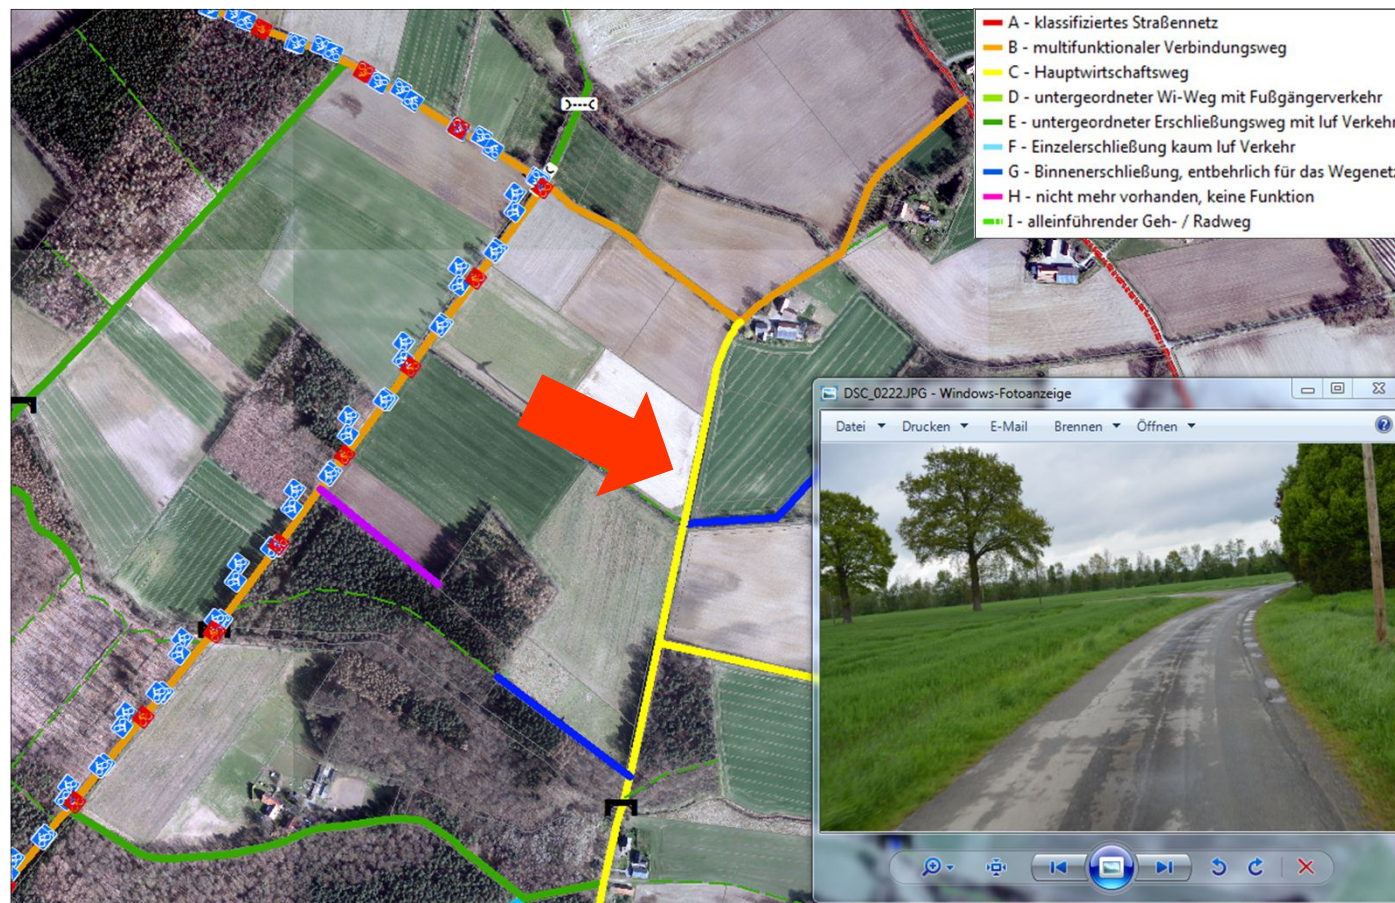 A - klassifiziertes Straßennetz
B - multifunktionaler Verbindungsweg
C - Hauptwirtschaftsweg
D - untergeordneter Wi-Weg mit Fußgängerverkehr
E - untergeordneter Erschließungsweg mit luf Verkehr
F - Einzelerschließung kaum luf Verkehr
G - Binnenerschließung, entbehrlich für das Wegenetz
H - nicht mehr vorhanden, keine Funktion
I - alleinführender Geh- / Radweg
DSC_0222.JPG - Windows-Fotoanzeige
Datei Drucken E-Mail Brennen Öffnen